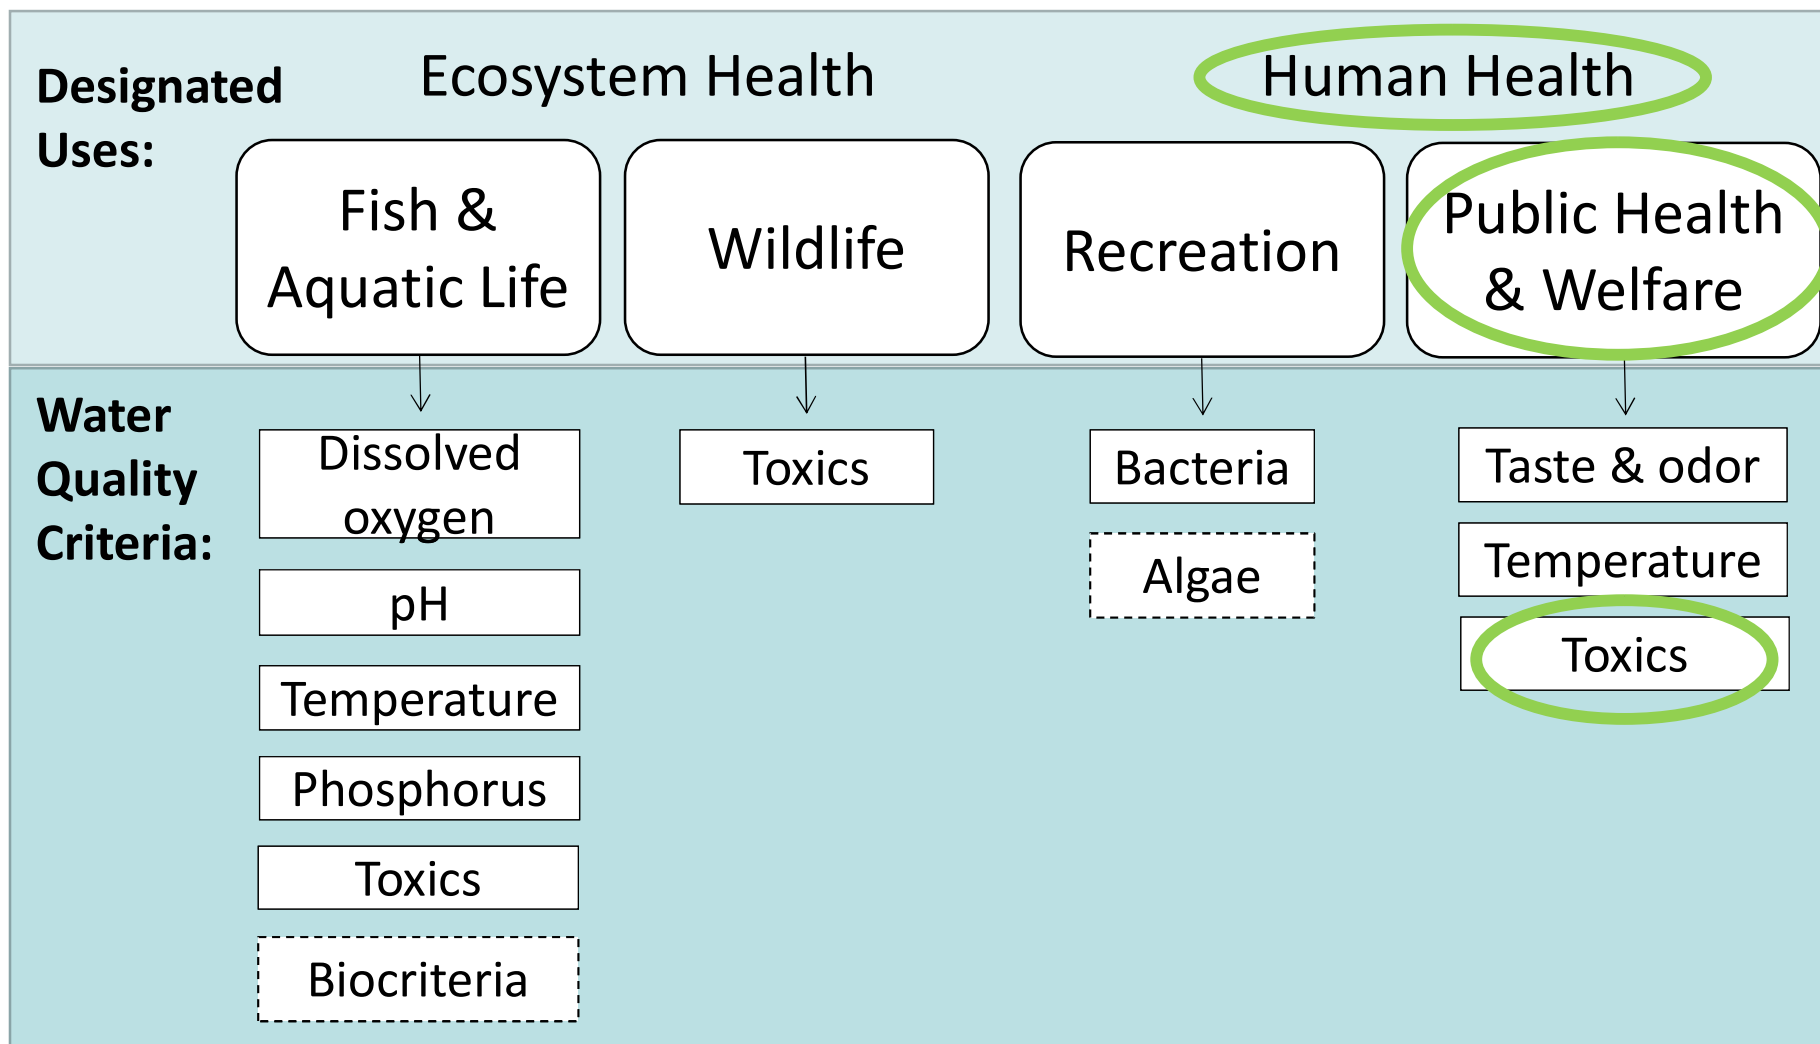 Designated
Uses:
Ecosystem Health
Human Health
Fish &
Aquatic Life
Wildlife
Recreation
Public Health
& Welfare
Water
Quality
Criteria:
Dissolved
oxygen
pH
Temperature
Phosphorus
Toxics
Biocriteria
Toxics
Bacteria
Algae
Taste & odor
Temperature
Toxics